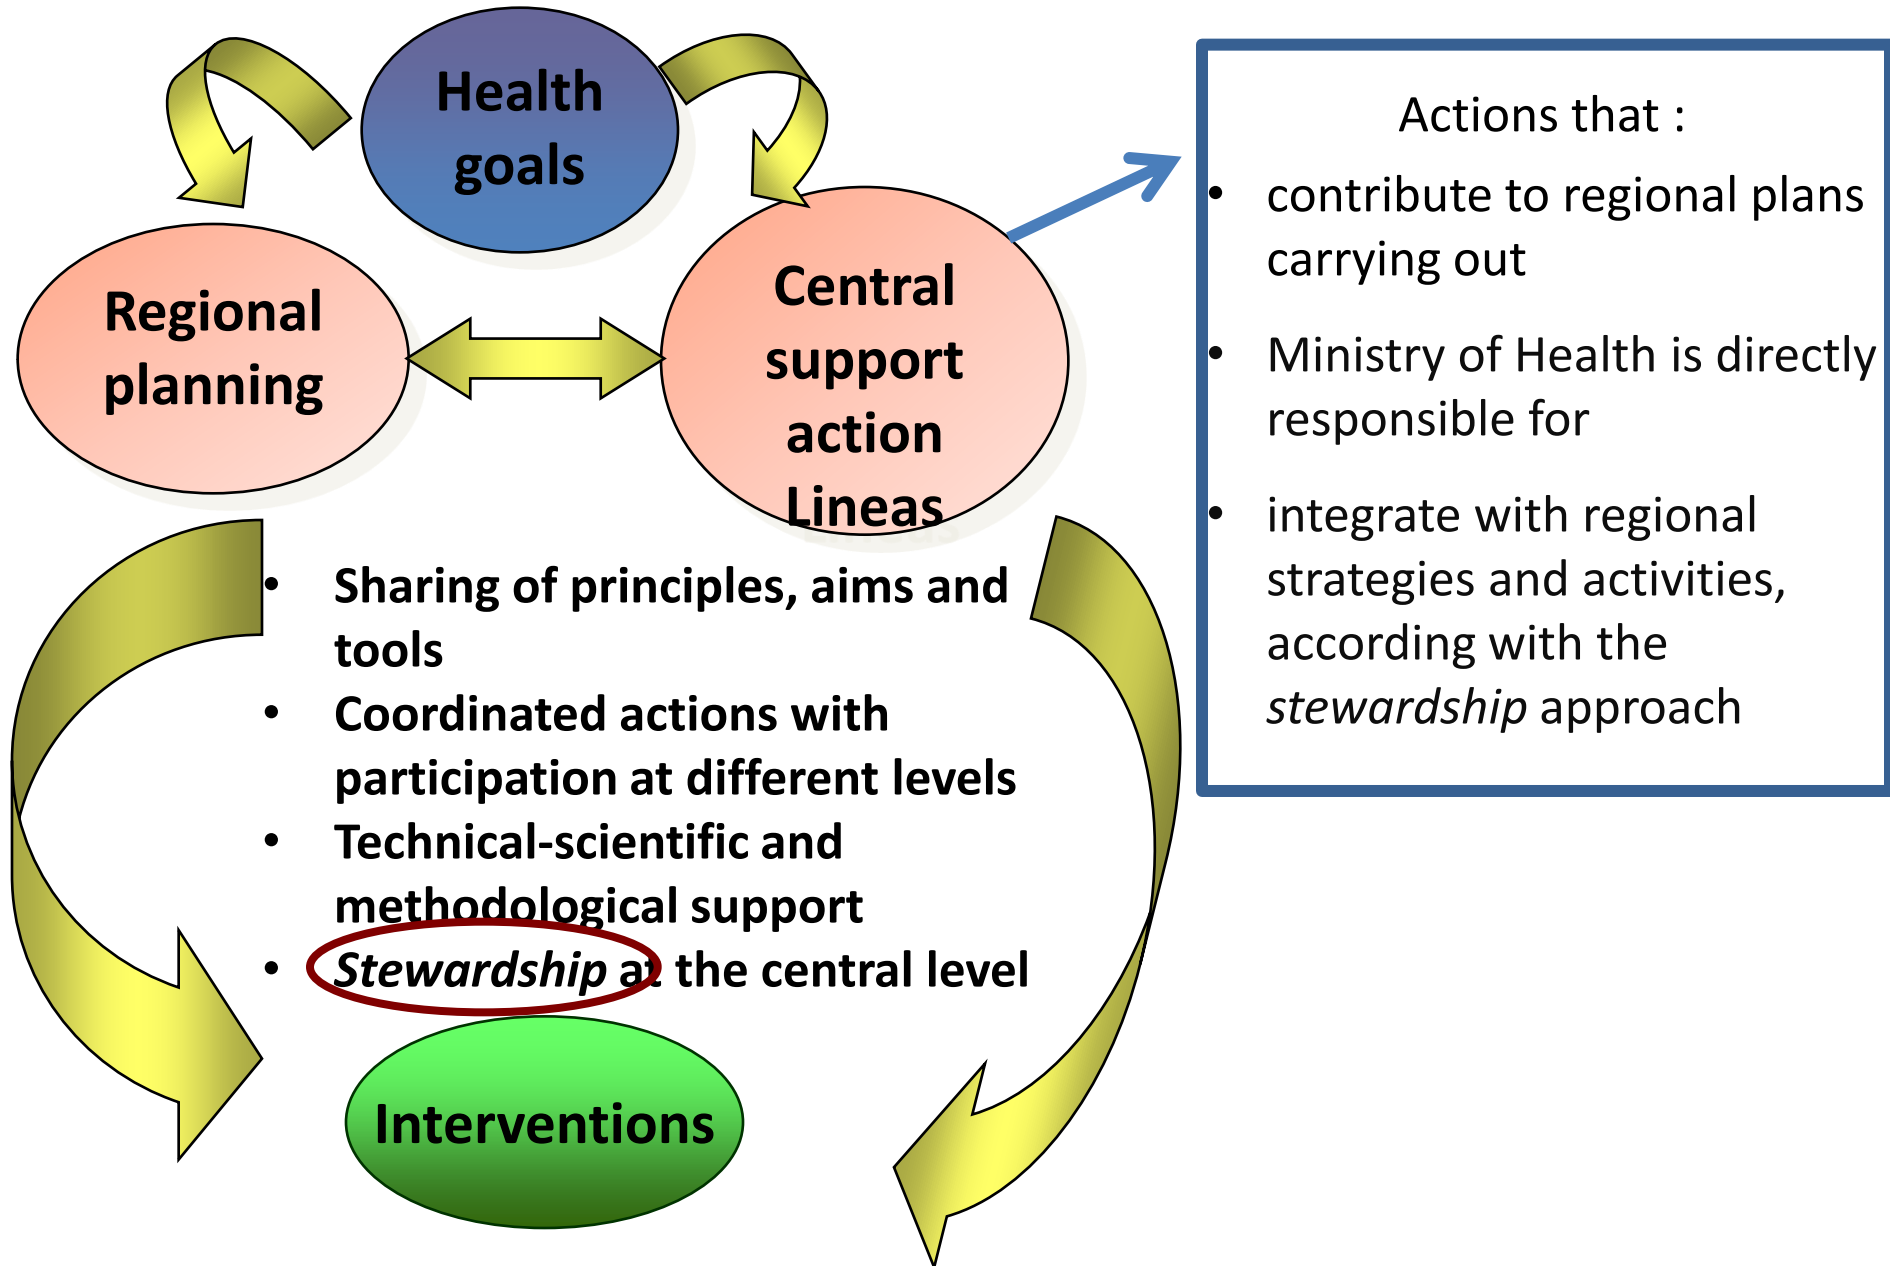 Health
goals
Regional
planning
Central
support
action
Lineas
• Sharing of principles, aims and
tools
• Coordinated actions with
participation at different levels
• Technical-scientific and
methodological support
• Stewardship at the central level
Interventions
Actions that :
• contribute to regional plans
carrying out
• Ministry of Health is directly
responsible for
• integrate with regional
strategies and activities,
according with the
stewardship approach